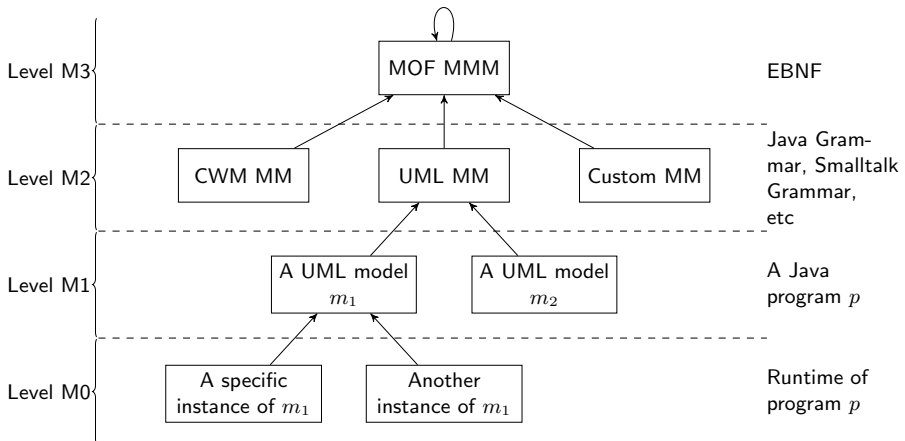 Level M3
MOF MMM
EBNF
Level M2
CWM MM
UML MM
Custom MM
Java Gram-
mar, Smalltalk
Grammar,
etc
Level M1
A UML model
m₁
A UML model
m₂
A Java
program p
Level M0
A specific
instance of m₁
Another
instance of m₁
Runtime of
program p